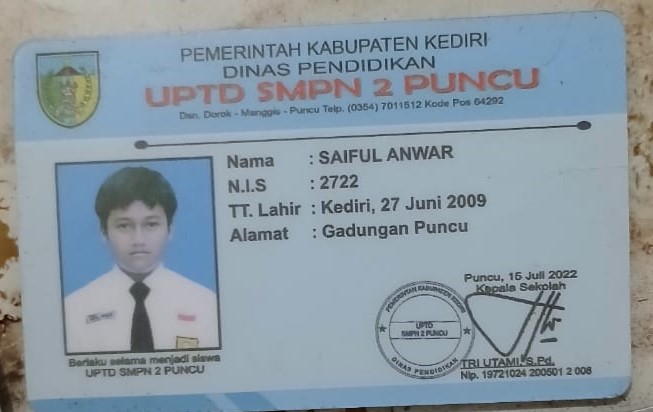 PEMERINTAH KABUPATEN KEDIRI
DINAS PENDIDIKAN
UPTD SMPN 2 PUNCU
Dsn. Dorok - Manggis - Puncu Telp. (0354) 7011512 Kode Pos 64292
Nama : SAIFUL ANWAR
N.I.S : 2722
TT. Lahir : Kediri, 27 Juni 2009
Alamat : Gadungan Puncu
Puncu, 15 Juli 2022
Kepala Sekolah
PEMERINTAH KABUPATEN KEDIRI
UPTD
SMPN 2 PUNCU
DINAS PENDIDIKAN
TRI UTAMI, S.Pd.
Nip. 19721024 200501 2 008
Berlaku selama menjadi siswa
UPTD SMPN 2 PUNCU